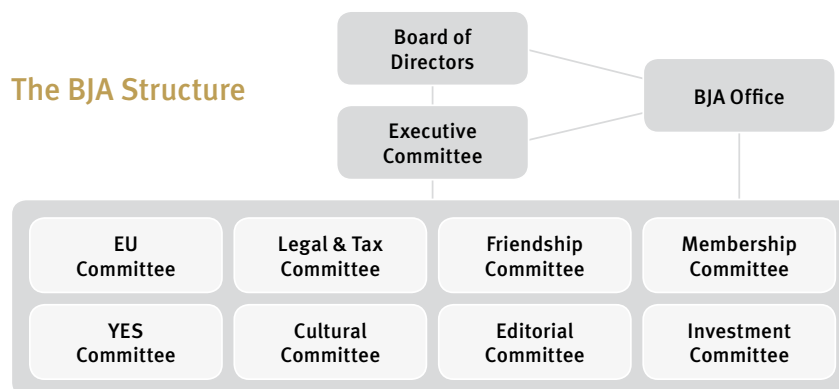 The BJA Structure
Board of
Directors
BJA Office
Executive
Committee
EU
Committee
Legal & Tax
Committee
Friendship
Committee
Membership
Committee
YES
Committee
Cultural
Committee
Editorial
Committee
Investment
Committee